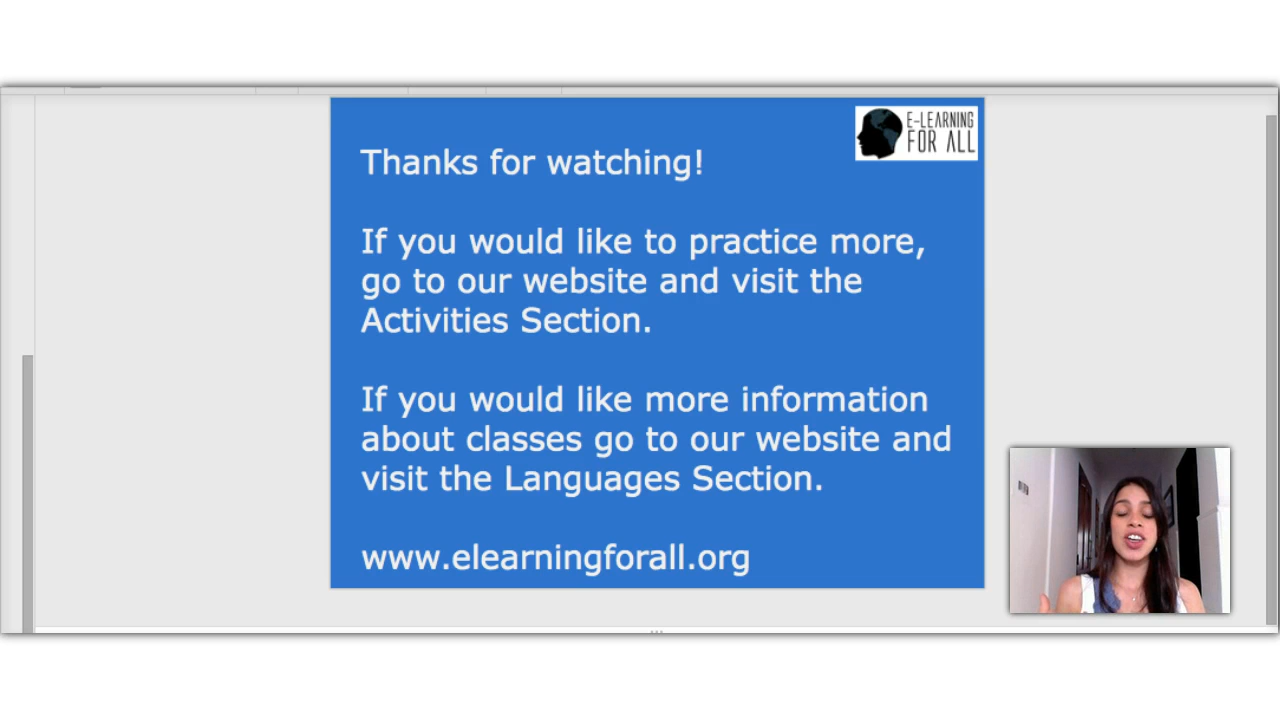 E-LEARNING
FOR ALL
Thanks for watching!
If you would like to practice more,
go to our website and visit the
Activities Section.
If you would like more information
about classes go to our website and
visit the Languages Section.
www.elearningforall.org